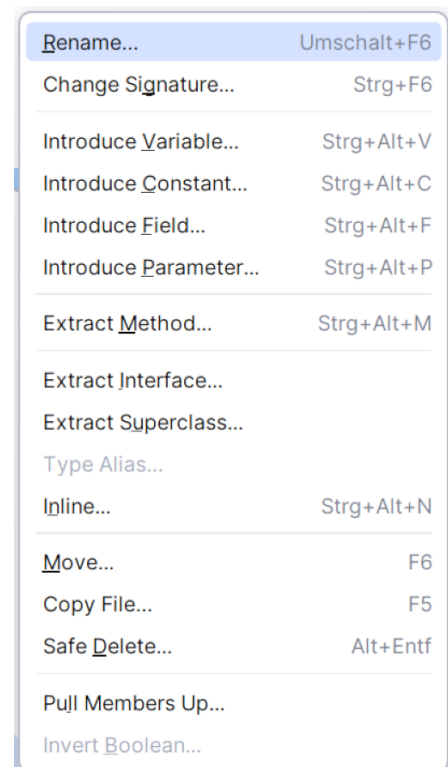 Rename... Umschalt+F6
Change Signature... Strg+F6
Introduce Variable... Strg+Alt+V
Introduce Constant... Strg+Alt+C
Introduce Field... Strg+Alt+F
Introduce Parameter... Strg+Alt+P
Extract Method... Strg+Alt+M
Extract Interface...
Extract Superclass...
Type Alias...
Inline... Strg+Alt+N
Move... F6
Copy File... F5
Safe Delete... Alt+Entf
Pull Members Up...
Invert Boolean...